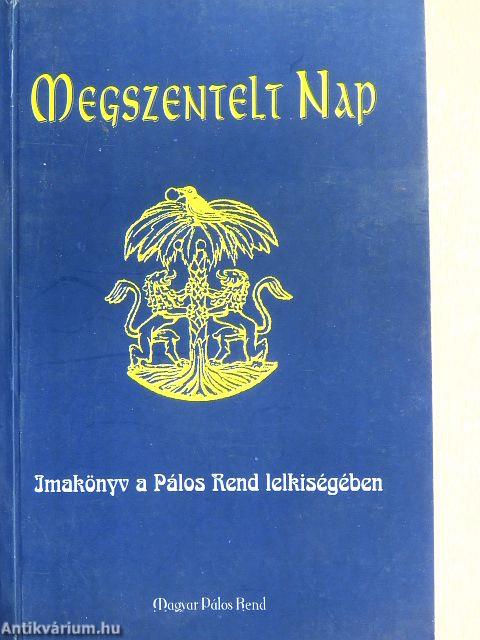 Megszentelt Nap
Imakönyv a Pálos Rend lelkiségében
Magyar Pálos Rend
Antikvárium.hu